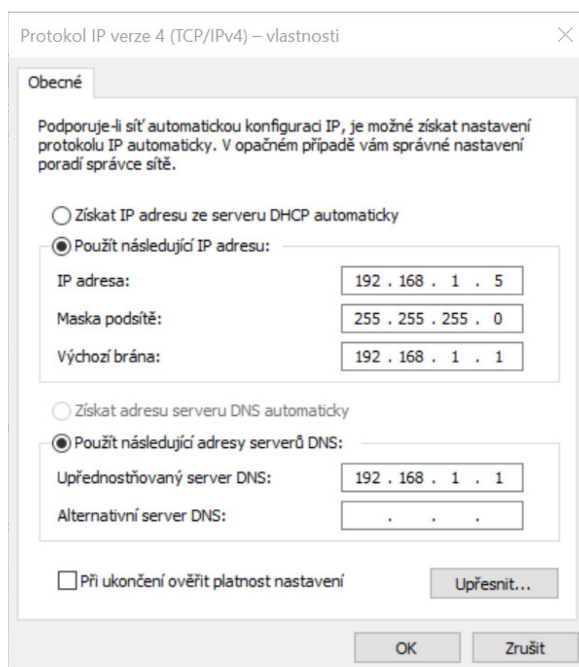 Protokol IP verze 4 (TCP/IPv4) – vlastnosti
Obecné
Podporuje-li síť automatickou konfiguraci IP, je možné získat nastavení
protokolu IP automaticky. V opačném případě vám správné nastavení
poradí správce sítě.
Získat IP adresu ze serveru DHCP automaticky
Použít následující IP adresu:
IP adresa: 192 . 168 . 1 . 5
Maska podsítě: 255 . 255 . 255 . 0
Výchozí brána: 192 . 168 . 1 . 1
Získat adresu serveru DNS automaticky
Použít následující adresy serverů DNS:
Upřednostňovaný server DNS: 192 . 168 . 1 . 1
Alternativní server DNS: . . .
Při ukončení ověřit platnost nastavení Upřesnit...
OK Zrušit